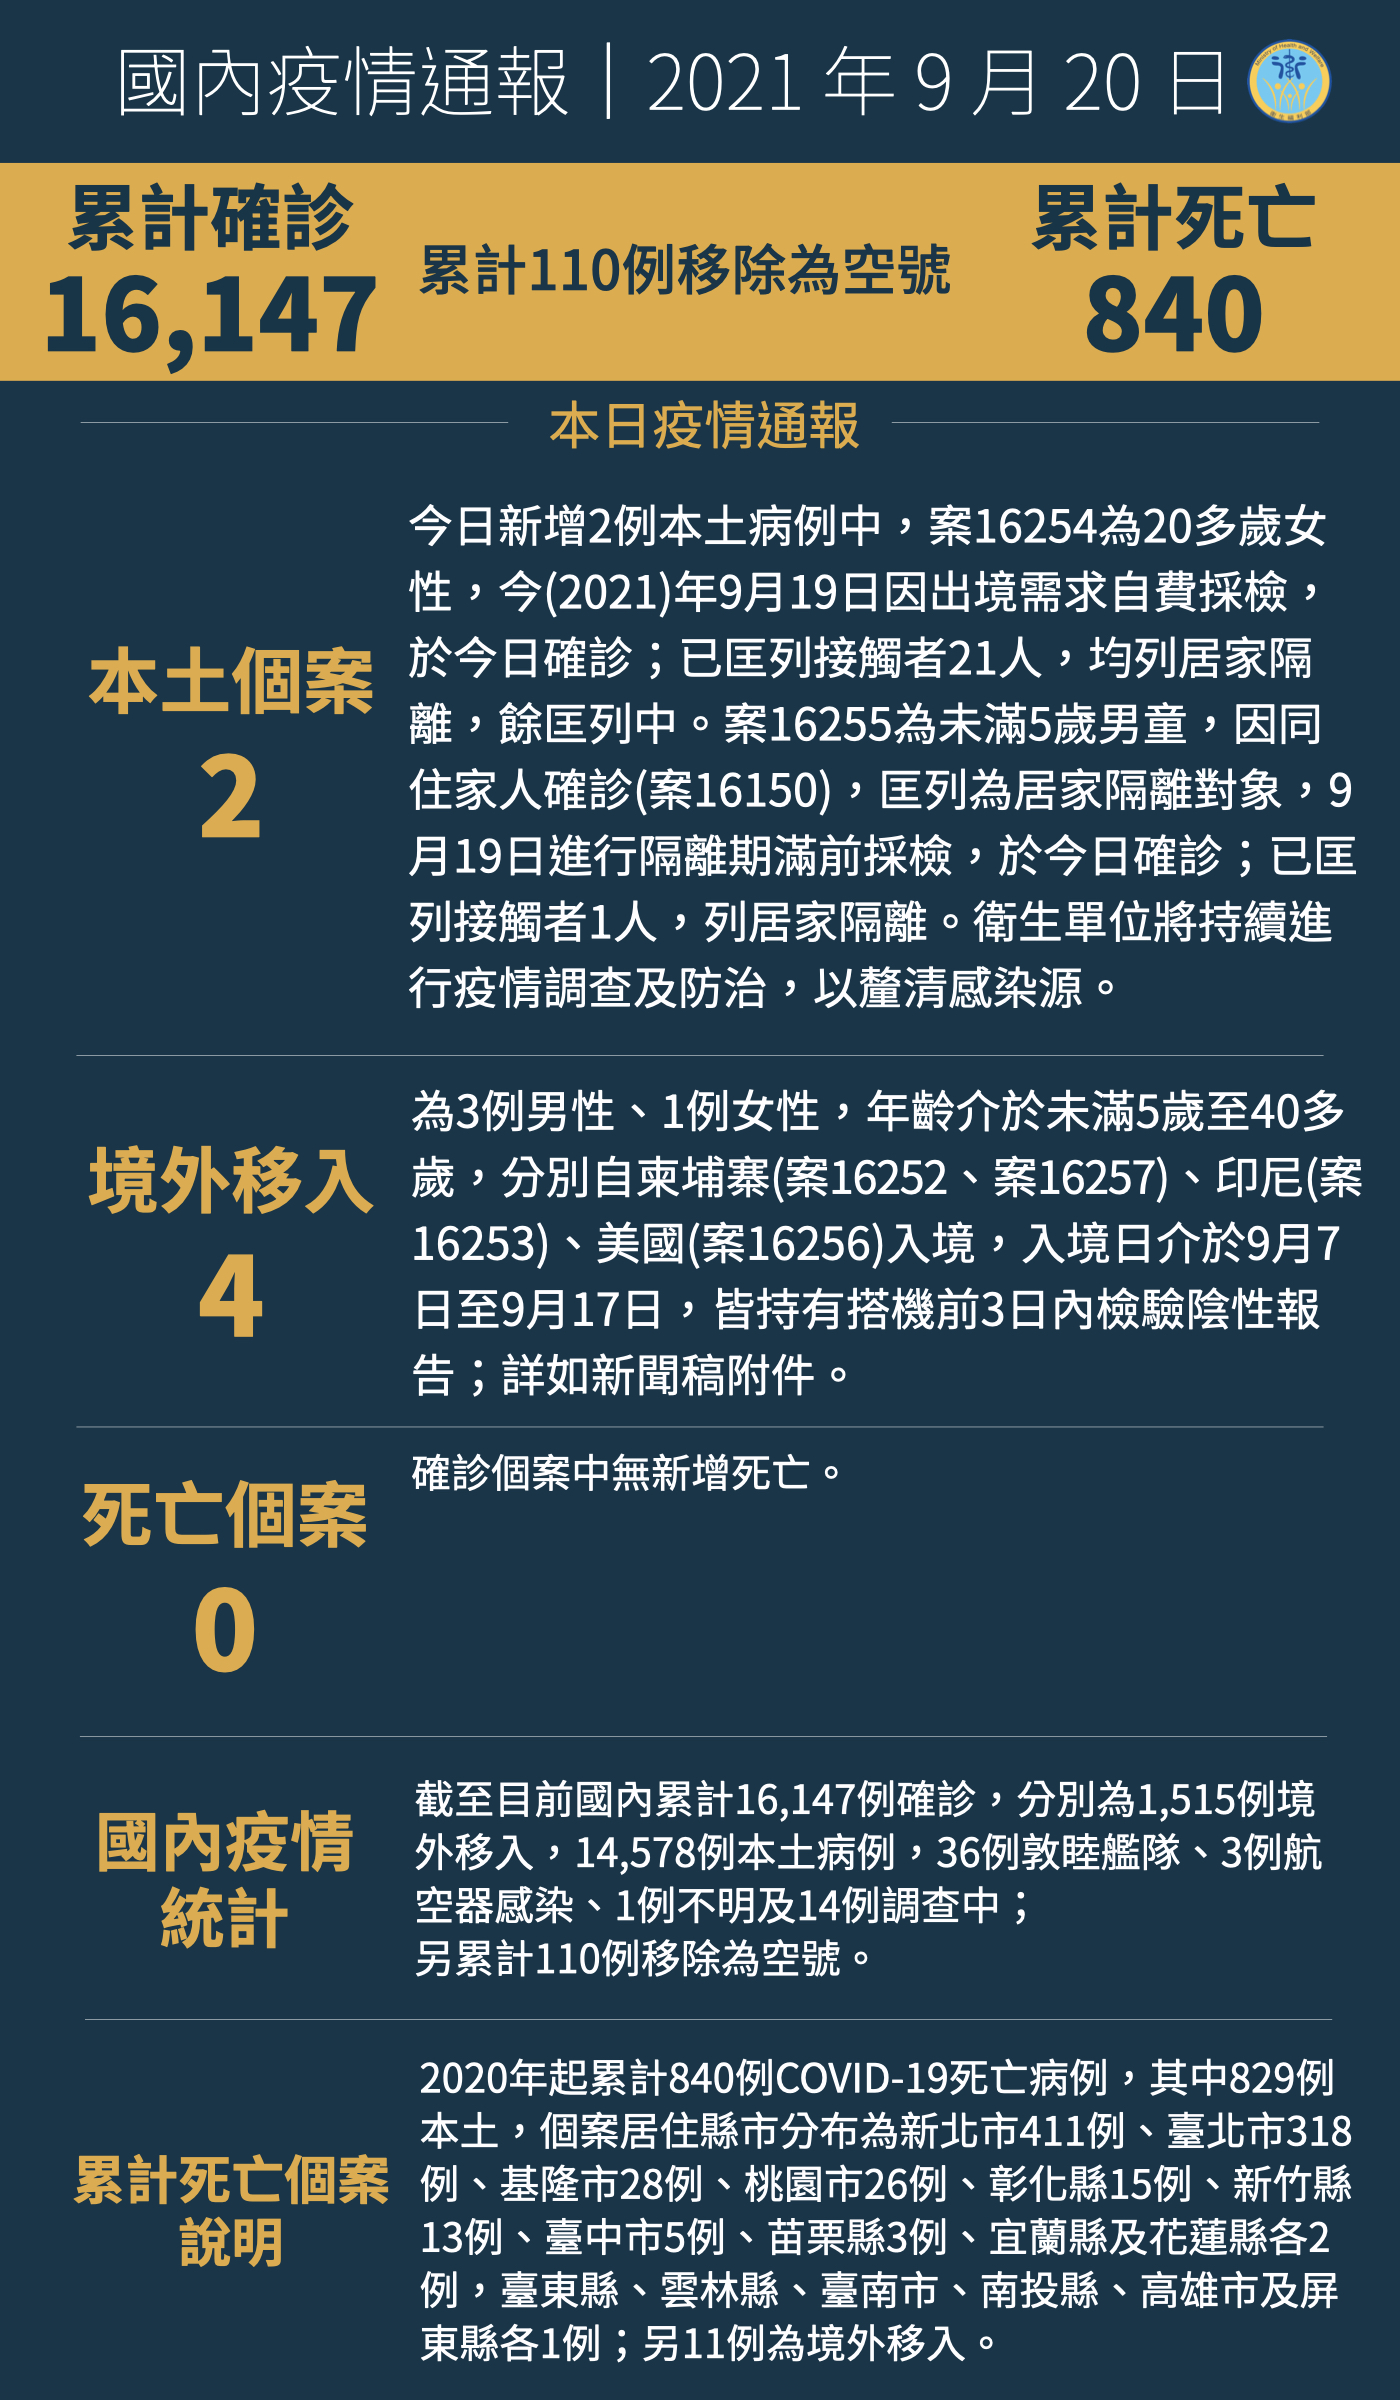 國內疫情通報｜2021 年 9 月 20 日
累計確診
16,147
累計110例移除為空號
累計死亡
840
本日疫情通報
本土個案
2
今日新增2例本土病例中，案16254為20多歲女
性，今(2021)年9月19日因出境需求自費採檢，
於今日確診；已匡列接觸者21人，均列居家隔
離，餘匡列中。案16255為未滿5歲男童，因同
住家人確診(案16150)，匡列為居家隔離對象，9
月19日進行隔離期滿前採檢，於今日確診；已匡
列接觸者1人，列居家隔離。衛生單位將持續進
行疫情調查及防治，以釐清感染源。
境外移入
4
為3例男性、1例女性，年齡介於未滿5歲至40多
歲，分別自柬埔寨(案16252、案16257)、印尼(案
16253)、美國(案16256)入境，入境日介於9月7
日至9月17日，皆持有搭機前3日內檢驗陰性報
告；詳如新聞稿附件。
死亡個案
0
確診個案中無新增死亡。
國內疫情
統計
截至目前國內累計16,147例確診，分別為1,515例境
外移入，14,578例本土病例，36例敦睦艦隊、3例航
空器感染、1例不明及14例調查中；
另累計110例移除為空號。
累計死亡個案
說明
2020年起累計840例COVID-19死亡病例，其中829例
本土，個案居住縣市分布為新北市411例、臺北市318
例、基隆市28例、桃園市26例、彰化縣15例、新竹縣
13例、臺中市5例、苗栗縣3例、宜蘭縣及花蓮縣各2
例，臺東縣、雲林縣、臺南市、南投縣、高雄市及屏
東縣各1例；另11例為境外移入。